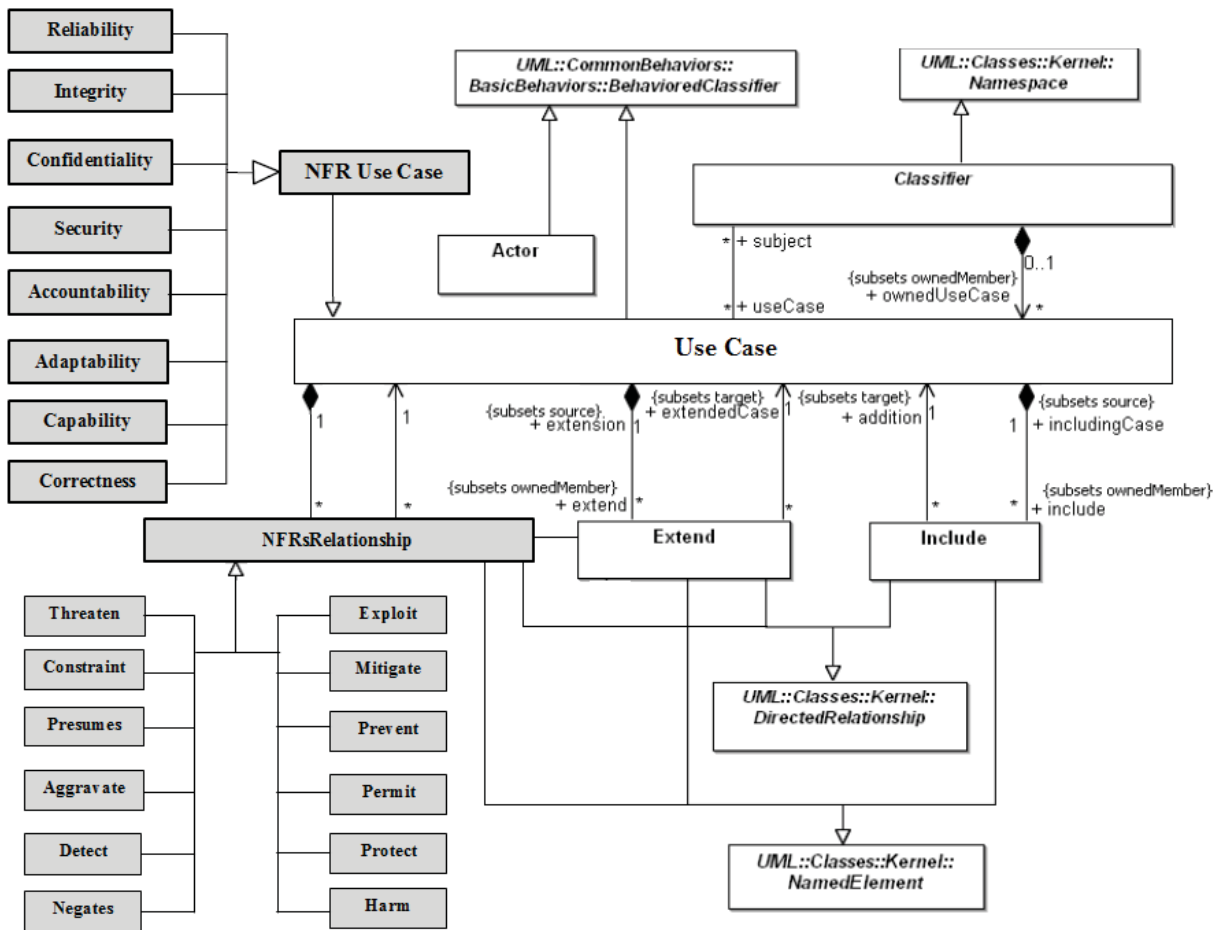 Reliability
Integrity
Confidentiality
Security
Accountability
Adaptability
Capability
Correctness
NFR Use Case
UML::CommonBehaviors::
BasicBehaviors::BehavioredClassifier
UML::Classes::Kernel::
Namespace
Classifier
Actor
* + subject
* + useCase
0..1
{subsets ownedMember}
+ ownedUseCase
*
Use Case
1
*
1
*
{subsets source}
+ extension
1
{subsets ownedMember}
+ extend
*
{subsets target}
+ extendedCase
1
*
{subsets target}
+ addition
1
*
{subsets source}
1 + includingCase
{subsets ownedMember}
* + include
NFRsRelationship
Extend
Include
Threaten
Constraint
Presumes
Aggravate
Detect
Negates
Exploit
Mitigate
Prevent
Permit
Protect
Harm
UML::Classes::Kernel::
DirectedRelationship
UML::Classes::Kernel::
NamedElement